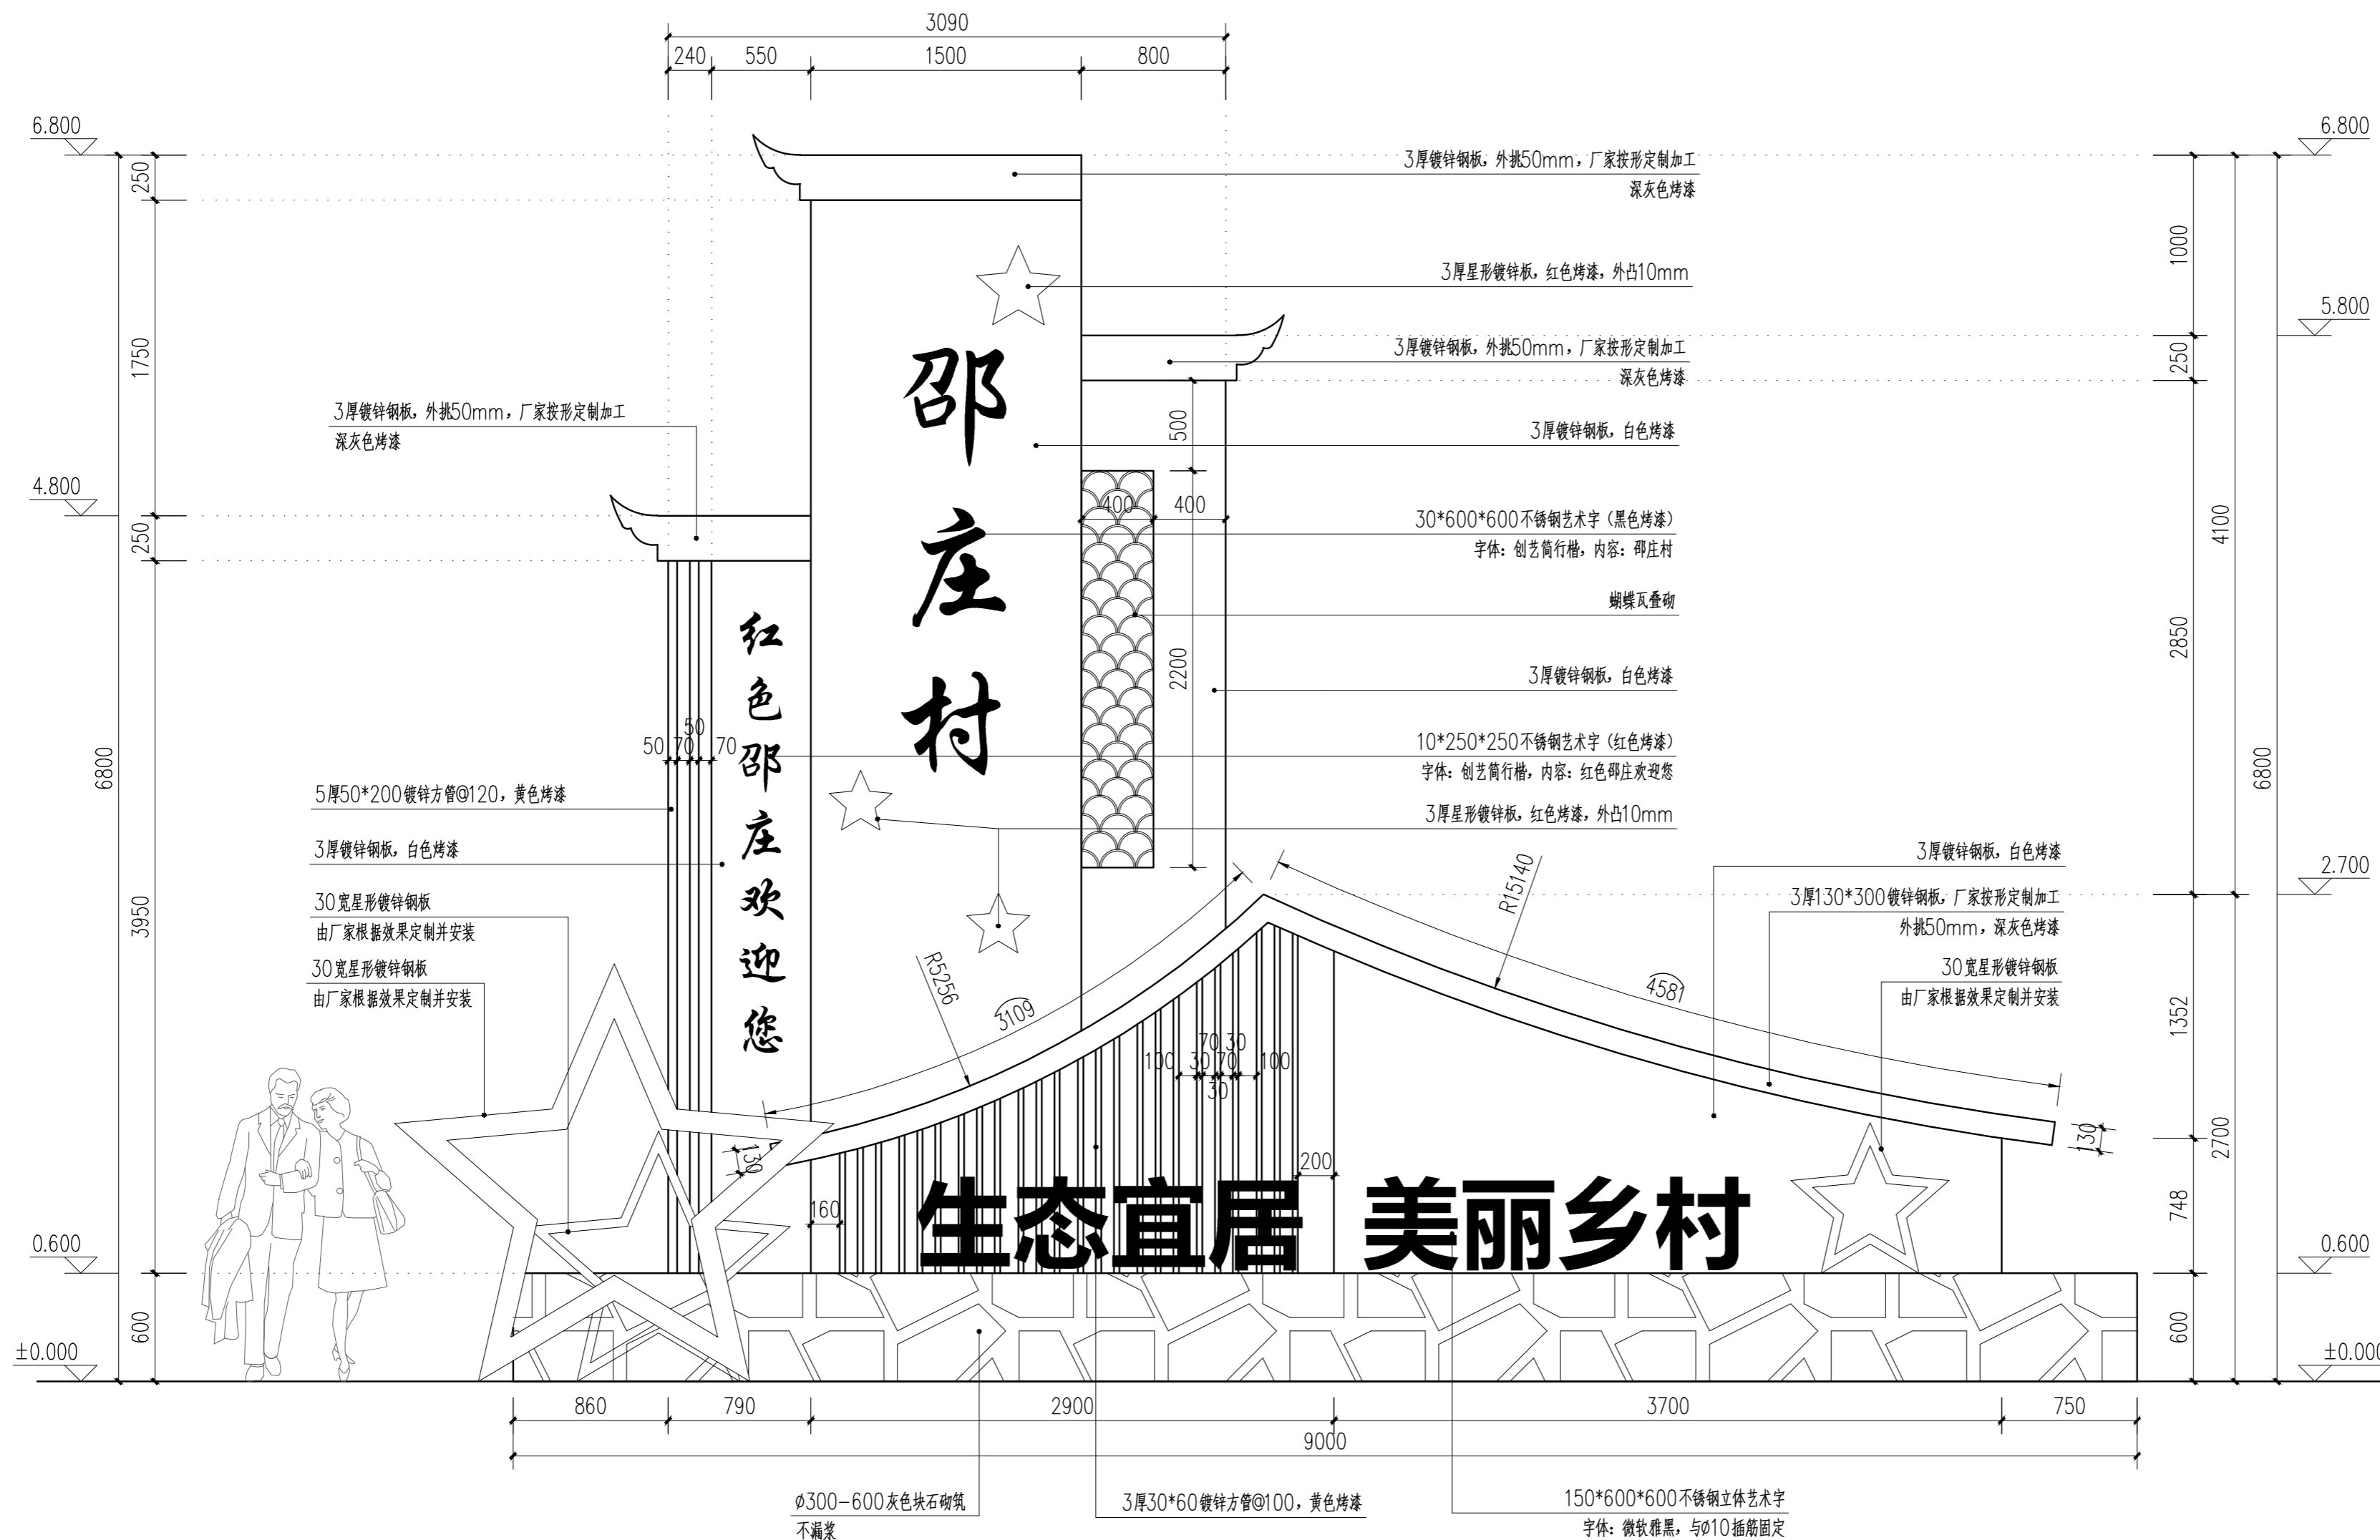 3090
240 550 1500 800
6.800
6.800
250
3厚镀锌钢板，外挑50mm，厂家按形定制加工
深灰色烤漆
1000
3厚星形镀锌板，红色烤漆，外凸10mm
5.800
1750
3厚镀锌钢板，外挑50mm，厂家按形定制加工
深灰色烤漆
250
3厚镀锌钢板，外挑50mm，厂家按形定制加工
深灰色烤漆
500
3厚镀锌钢板，白色烤漆
邵
庄
村
4.800
250
400 400
30*600*600不锈钢艺术字（黑色烤漆）
字体：创艺简行楷，内容：邵庄村
4100
蝴蝶瓦叠砌
2850
2200
3厚镀锌钢板，白色烤漆
红
色
邵
庄
欢
迎
您
50 70 50 70
10*250*250不锈钢艺术字（红色烤漆）
字体：创艺简行楷，内容：红色邵庄欢迎您
6800
6800
5厚50*200镀锌方管@120，黄色烤漆
3厚星形镀锌板，红色烤漆，外凸10mm
3厚镀锌钢板，白色烤漆
3厚镀锌钢板，白色烤漆
R15140
2.700
30宽星形镀锌钢板
由厂家根据效果定制并安装
3厚130*300镀锌钢板，厂家按形定制加工
外挑50mm，深灰色烤漆
3950
30宽星形镀锌钢板
由厂家根据效果定制并安装
30宽星形镀锌钢板
由厂家根据效果定制并安装
R5256
3109
4581
1352
70 30
100 30 70 100
30
130
130
2700
200
160
生态宜居 美丽乡村
748
0.600
0.600
600
600
±0.000
±0.000
860 790 2900 3700 750
9000
ø300-600灰色块石砌筑
不漏浆
3厚30*60镀锌方管@100，黄色烤漆
150*600*600不锈钢立体艺术字
字体：微软雅黑，与ø10插筋固定